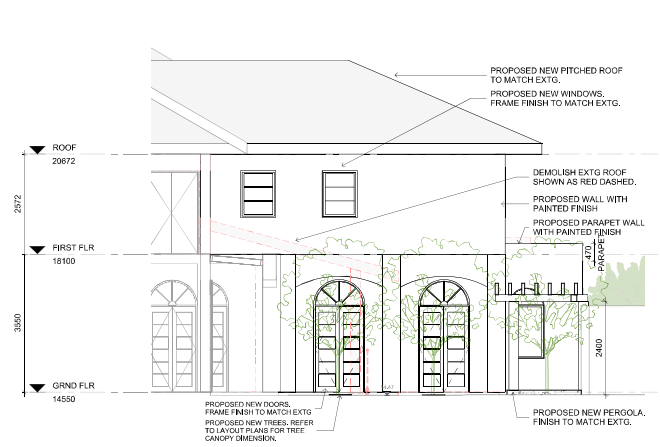 PROPOSED NEW PITCHED ROOF
TO MATCH EXTG.
PROPOSED NEW WINDOWS.
FRAME FINISH TO MATCH EXTG.
ROOF
20672
DEMOLISH EXTG ROOF
SHOWN AS RED DASHED.
2572
PROPOSED WALL WITH
PAINTED FINISH
PROPOSED PARAPET WALL
WITH PAINTED FINISH
FIRST FLR
18100
470
PARAPET
3550
2400
GRND FLR
14550
PROPOSED NEW DOORS.
FRAME FINISH TO MATCH EXTG
PROPOSED NEW TREES. REFER
TO LAYOUT PLANS FOR TREE
CANOPY DIMENSION.
PROPOSED NEW PERGOLA.
FINISH TO MATCH EXTG.